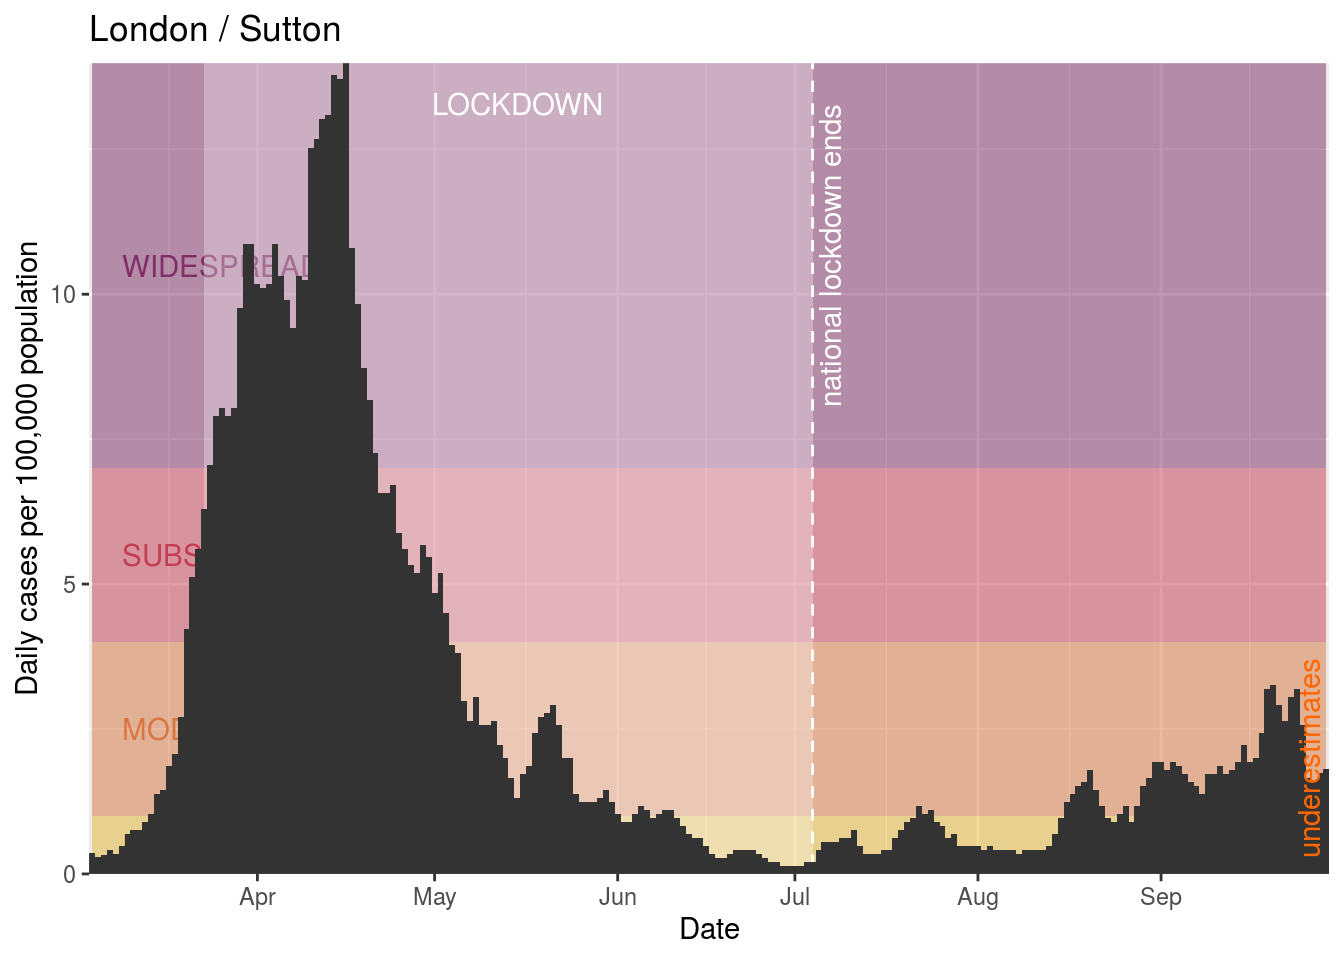 London / Sutton
LOCKDOWN
national lockdown ends
WIDESPREAD
SUBS
MOD
underestimates
Daily cases per 100,000 population
10
5
0
Apr
May
Jun
Jul
Aug
Sep
Date